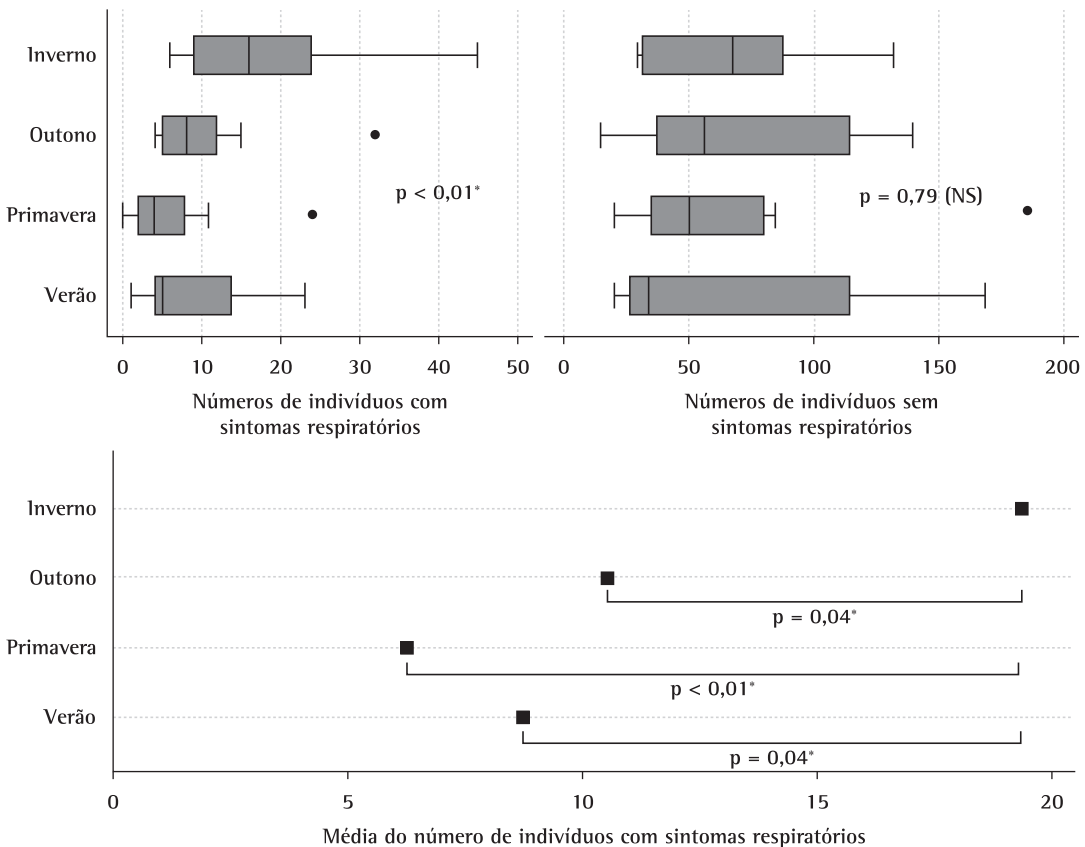 Inverno
Outono
p < 0,01*
p = 0,79 (NS)
Primavera
Verão
0 10 20 30 40 50
0 50 100 150 200
Números de indivíduos com
sintomas respiratórios
Números de indivíduos sem
sintomas respiratórios
Inverno
Outono
p = 0,04*
Primavera
p < 0,01*
Verão
p = 0,04*
0 5 10 15 20
Média do número de indivíduos com sintomas respiratórios